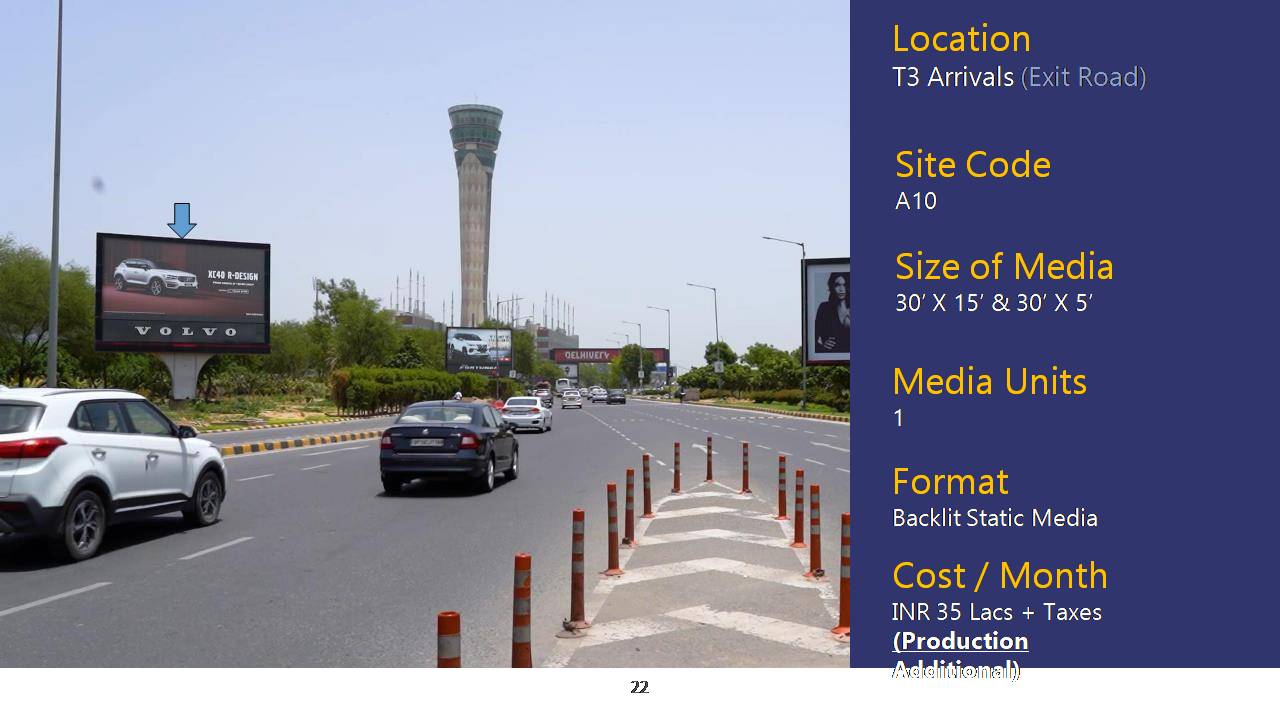 Location
T3 Arrivals (Exit Road)
Site Code
A10
Size of Media
30’ X 15’ & 30’ X 5’
Media Units
1
Format
Backlit Static Media
Cost / Month
INR 35 Lacs + Taxes
(Production
Additional)
XC40 R-DESIGN
VOLVO
FORTUNER
DELHIVERY
22